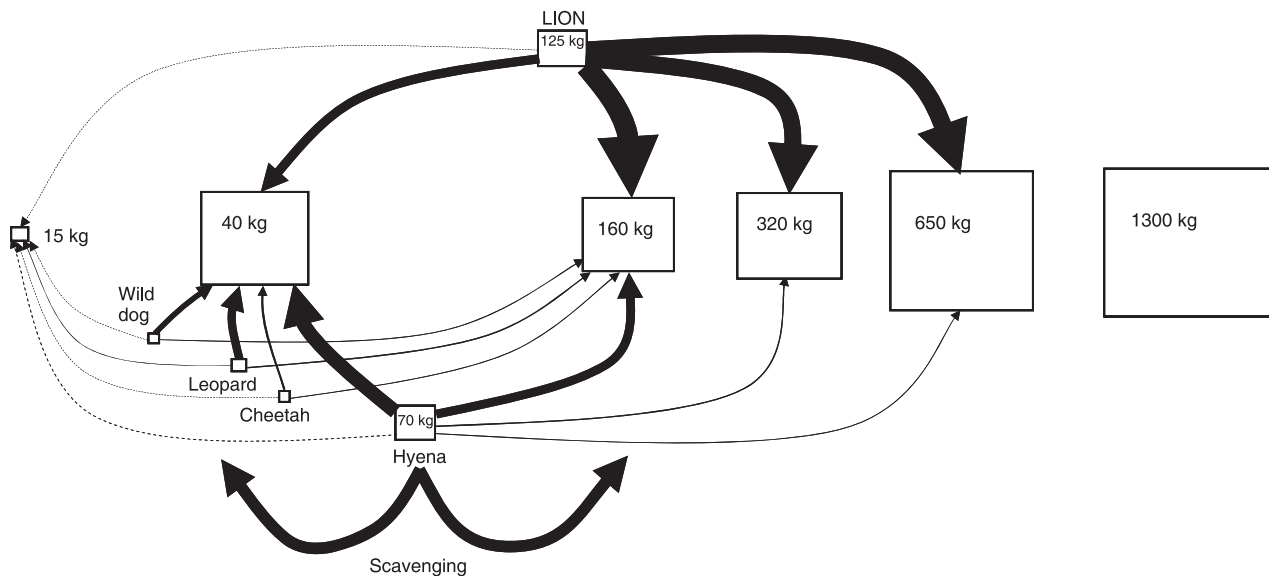 LION
125 kg
15 kg
40 kg
160 kg
320 kg
650 kg
1300 kg
Wild
dog
Leopard
Cheetah
70 kg
Hyena
Scavenging